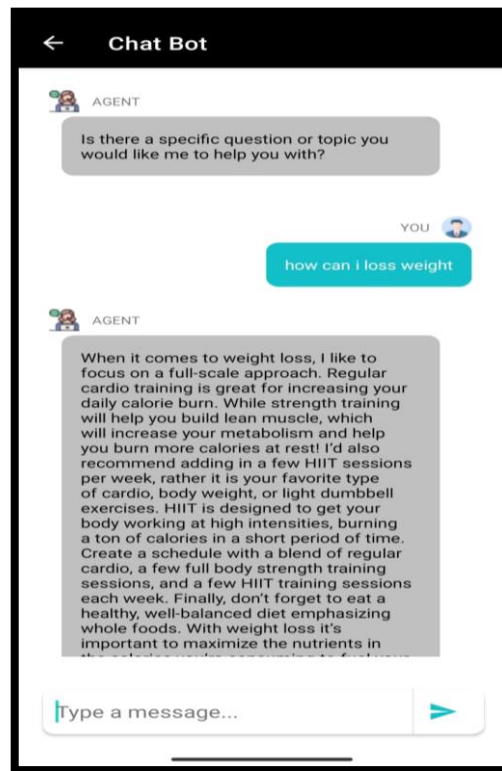 Chat Bot
AGENT
Is there a specific question or topic you
would like me to help you with?
YOU
how can i loss weight
AGENT
When it comes to weight loss, I like to
focus on a full-scale approach. Regular
cardio training is great for increasing your
daily calorie burn. While strength training
will help you build lean muscle, which
will increase your metabolism and help
you burn more calories at rest! I'd also
recommend adding in a few HIIT sessions
per week, rather it is your favorite type
of cardio, body weight, or light dumbbell
exercises. HIIT is designed to get your
body working at high intensities, burning
a ton of calories in a short period of time.
Create a schedule with a blend of regular
cardio, a few full body strength training
sessions, and a few HIIT training sessions
each week. Finally, don't forget to eat a
healthy, well-balanced diet emphasizing
whole foods. With weight loss it's
important to maximize the nutrients in
the calories you're consuming to fuel your
Type a message...